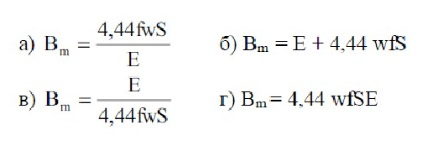 а) Bm = 4,44fwS / E б) Bm = E + 4,44 wfS
в) Bm = E / 4,44fwS г) Bm = 4,44 wfSE